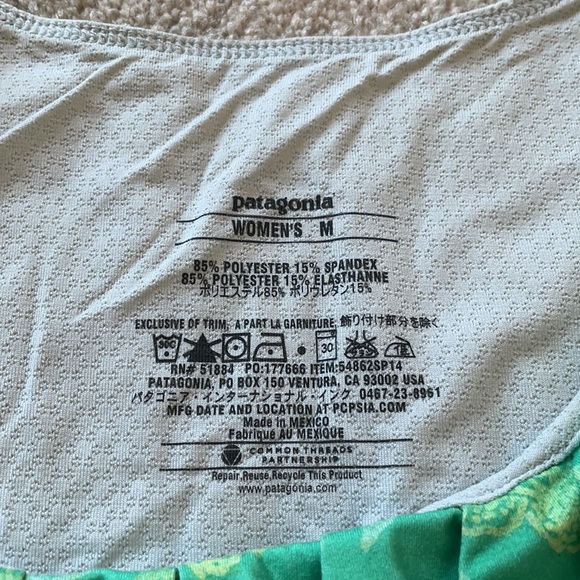 patagonia
WOMEN'S M
85% POLYESTER 15% SPANDEX
85% POLYESTER 15% ELASTHANNE
ポリエステル85% ポリウレタン15%
EXCLUSIVE OF TRIM, A PART LA GARNITURE, 飾り付け部分を除く
30C 30
RN# 51884 PO:177666 ITEM:54862SP14
PATAGONIA, PO BOX 150 VENTURA, CA 93002 USA
パタゴニア・インターナショナル・インク 0467-23-8961
MFG DATE AND LOCATION AT PCPSIA.COM
Made in MEXICO
Fabriqué AU MEXIQUE
COMMON THREADS
PARTNERSHIP
Repair,Reuse,Recycle This Product
www.patagonia.com